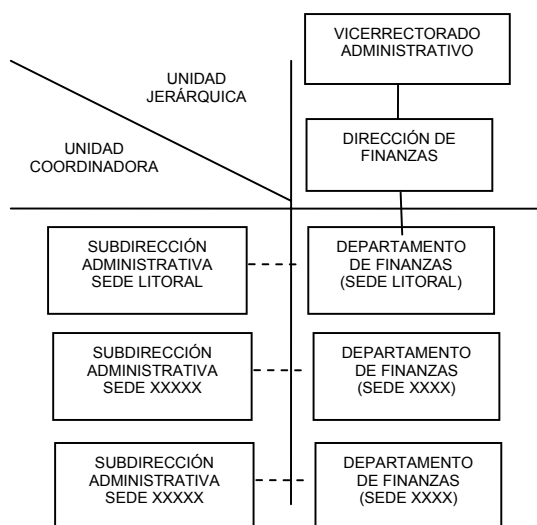 VICERRECTORADO
ADMINISTRATIVO
UNIDAD
JERÁRQUICA
UNIDAD
COORDINADORA
DIRECCIÓN DE
FINANZAS
SUBDIRECCIÓN
ADMINISTRATIVA
SEDE LITORAL
DEPARTAMENTO
DE FINANZAS
(SEDE LITORAL)
SUBDIRECCIÓN
ADMINISTRATIVA
SEDE XXXXX
DEPARTAMENTO
DE FINANZAS
(SEDE XXXX)
SUBDIRECCIÓN
ADMINISTRATIVA
SEDE XXXXX
DEPARTAMENTO
DE FINANZAS
(SEDE XXXX)